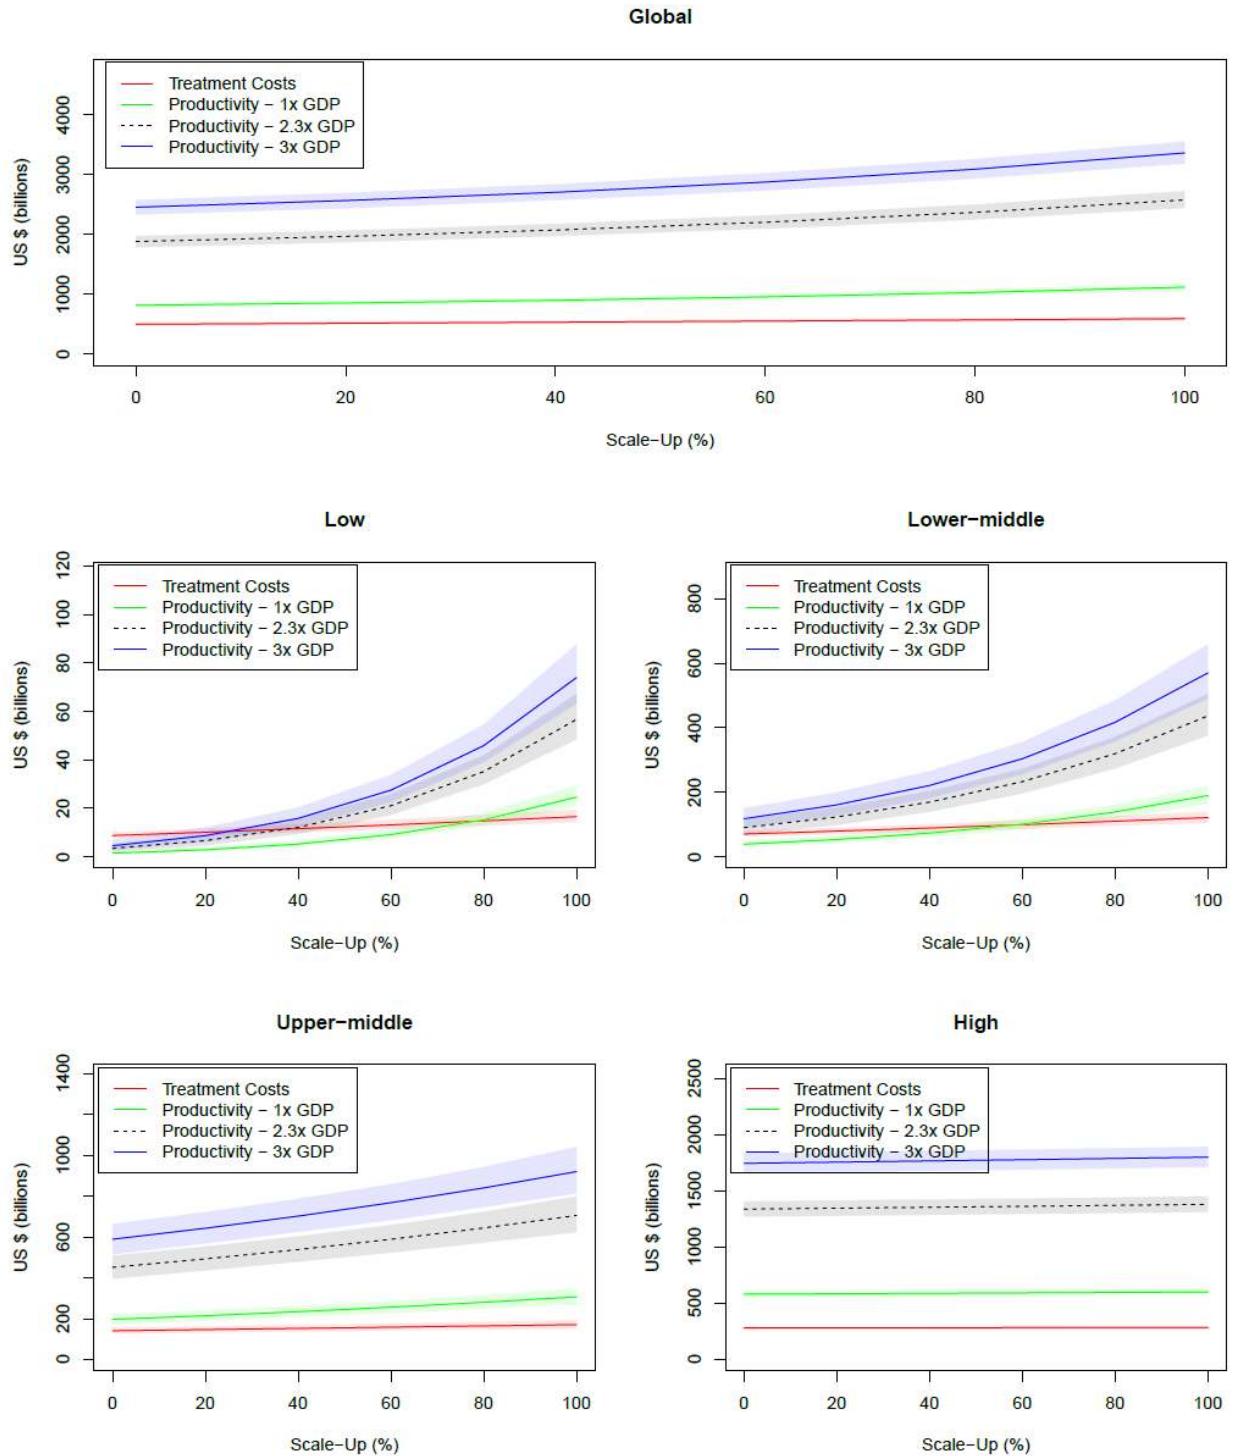 Global
Treatment Costs
Productivity − 1x GDP
Productivity − 2.3x GDP
Productivity − 3x GDP
US $ (billions)
4000
3000
2000
1000
0
0 20 40 60 80 100
Scale−Up (%)
Low
Treatment Costs
Productivity − 1x GDP
Productivity − 2.3x GDP
Productivity − 3x GDP
US $ (billions)
120
100
80
60
40
20
0
0 20 40 60 80 100
Scale−Up (%)
Lower−middle
Treatment Costs
Productivity − 1x GDP
Productivity − 2.3x GDP
Productivity − 3x GDP
US $ (billions)
800
600
400
200
0
0 20 40 60 80 100
Scale−Up (%)
Upper−middle
Treatment Costs
Productivity − 1x GDP
Productivity − 2.3x GDP
Productivity − 3x GDP
US $ (billions)
1400
1000
600
200
0
0 20 40 60 80 100
Scale−Up (%)
High
Treatment Costs
Productivity − 1x GDP
Productivity − 2.3x GDP
Productivity − 3x GDP
US $ (billions)
2500
2000
1500
1000
500
0
0 20 40 60 80 100
Scale−Up (%)